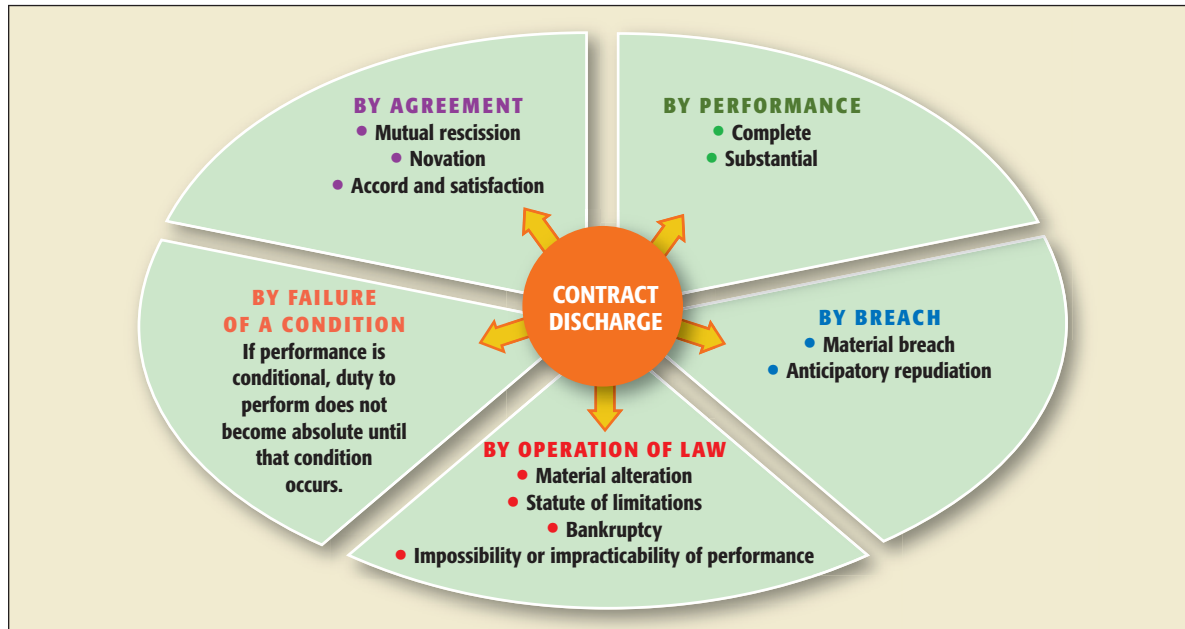 BY AGREEMENT
• Mutual rescission
• Novation
• Accord and satisfaction
BY PERFORMANCE
• Complete
• Substantial
BY FAILURE
OF A CONDITION
If performance is
conditional, duty to
perform does not
become absolute until
that condition
occurs.
CONTRACT
DISCHARGE
BY BREACH
• Material breach
• Anticipatory repudiation
BY OPERATION OF LAW
• Material alteration
• Statute of limitations
• Bankruptcy
• Impossibility or impracticability of performance